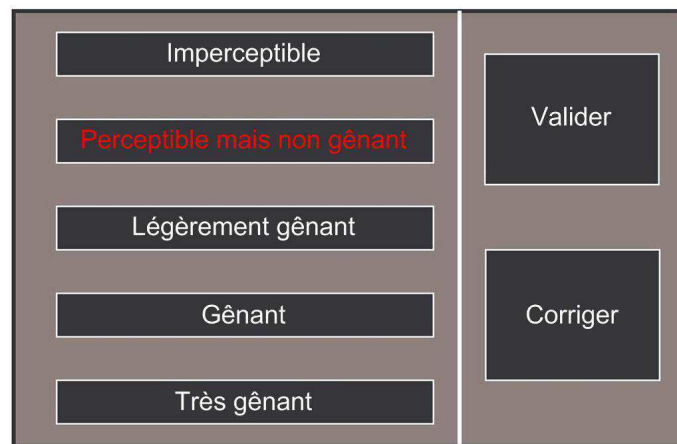 Imperceptible
Perceptible mais non gênant
Légèrement gênant
Gênant
Très gênant
Valider
Corriger